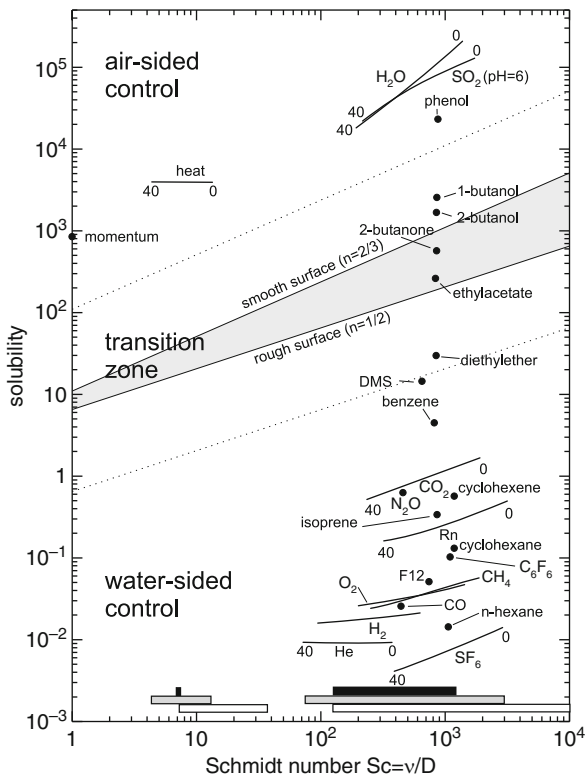 air-sided
control
0
0
H2O
SO2(pH=6)
40
40
phenol
heat
40
0
1-butanol
2-butanol
momentum
2-butanone
smooth surface (n=2/3)
ethylacetate
transition
zone
rough surface (n=1/2)
diethylether
DMS
benzene
0
CO2
cyclohexene
40
N2O
0
isoprene
Rn
40
cyclohexane
C6F6
F12
CH4
O2
water-sided
control
CO
n-hexane
H2
40
He
0
0
SF6
40
solubility
10^5
10^4
10^3
10^2
10
1
10^−1
10^−2
10^−3
1
10
10^2
10^3
10^4
Schmidt number Sc=ν/D